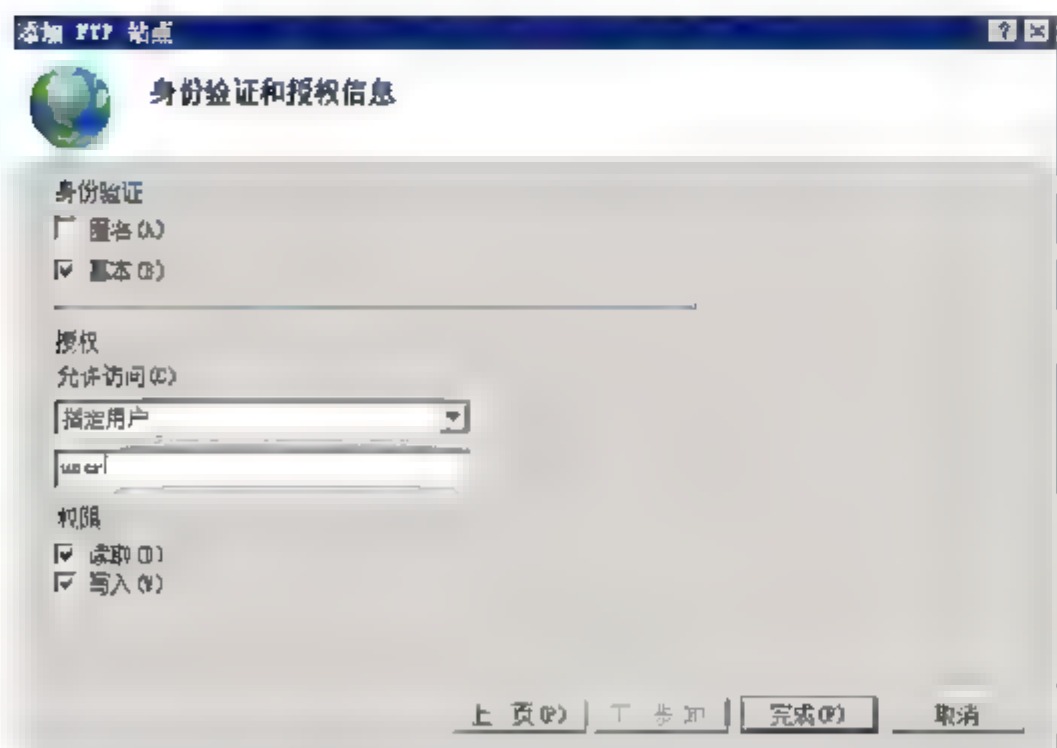 添加 FTP 站点
身份验证和授权信息
身份验证
匿名(A)
基本(B)
授权
允许访问(C)
指定用户
user
权限
读取(D)
写入(W)
上 页(P) 下 步(N) 完成(F) 取消